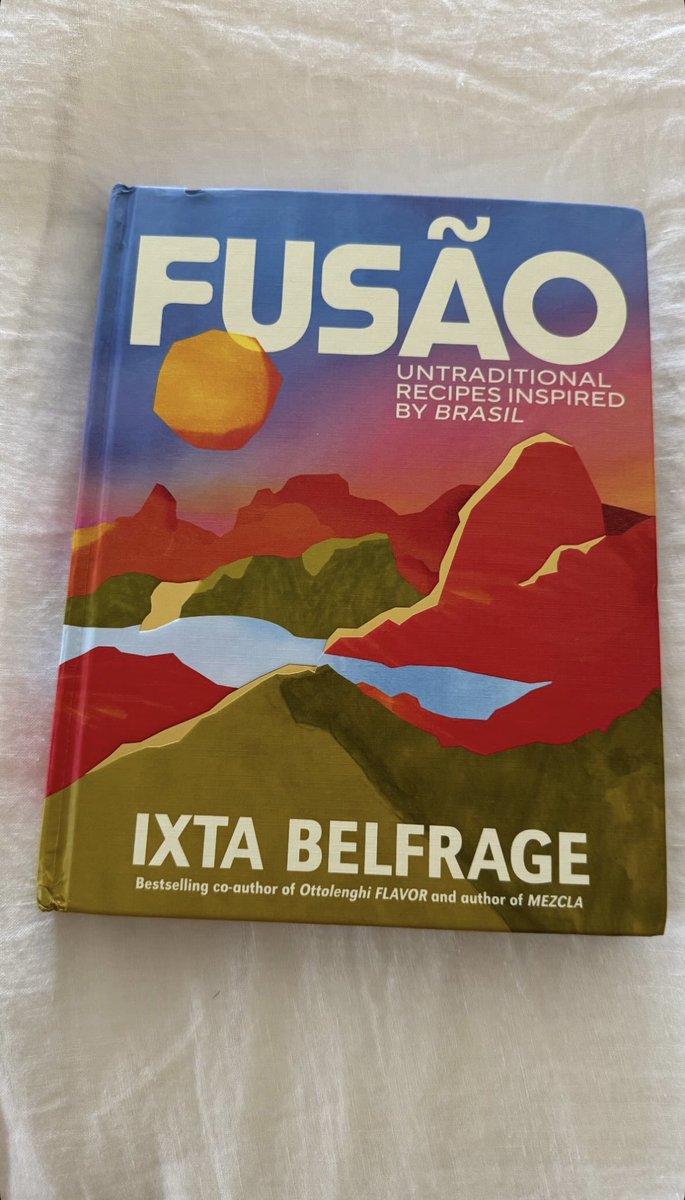 FUSÃO
UNTRADITIONAL
RECIPES INSPIRED
BY BRASIL
IXTA BELFRAGE
Bestselling co-author of Ottolenghi FLAVOR and author of MEZCLA